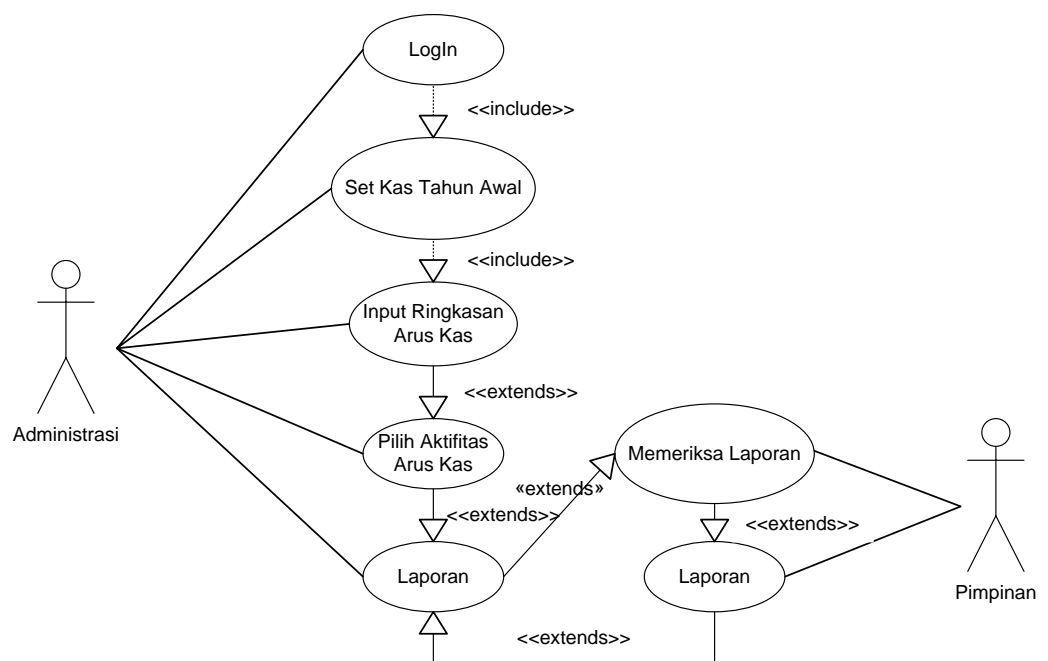 LogIn
<<include>>
Set Kas Tahun Awal
<<include>>
Input Ringkasan
Arus Kas
<<extends>>
Administrasi
Pilih Aktifitas
Arus Kas
Memeriksa Laporan
«extends»
<<extends>>
<<extends>>
Laporan
Laporan
Pimpinan
<<extends>>